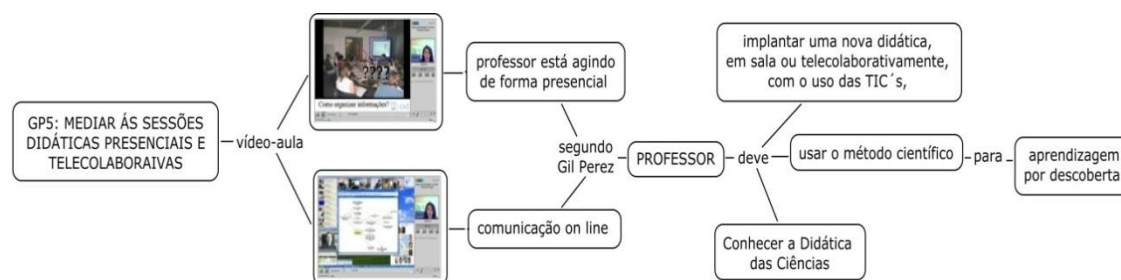 GP5: MEDIAR ÁS SESSÕES
DIDÁTICAS PRESENCIAIS E
TELECOLABORAIVAS
vídeo-aula
????
Como organizar informações?
professor está agindo
de forma presencial
comunicação on line
segundo
Gil Perez
PROFESSOR
deve
implantar uma nova didática,
em sala ou telecolaborativamente,
com o uso das TIC´s,
usar o método científico
para
aprendizagem
por descoberta
Conhecer a Didática
das Ciências